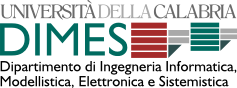 UNIVERSITÀ DELLA CALABRIA
DIMES
Dipartimento di Ingegneria Informatica,
Modellistica, Elettronica e Sistemistica